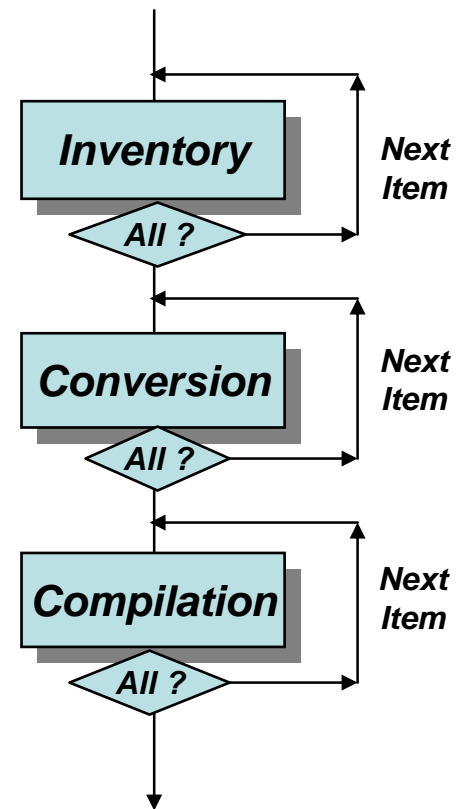 Inventory
Next
Item
All ?
Conversion
Next
Item
All ?
Compilation
Next
Item
All ?